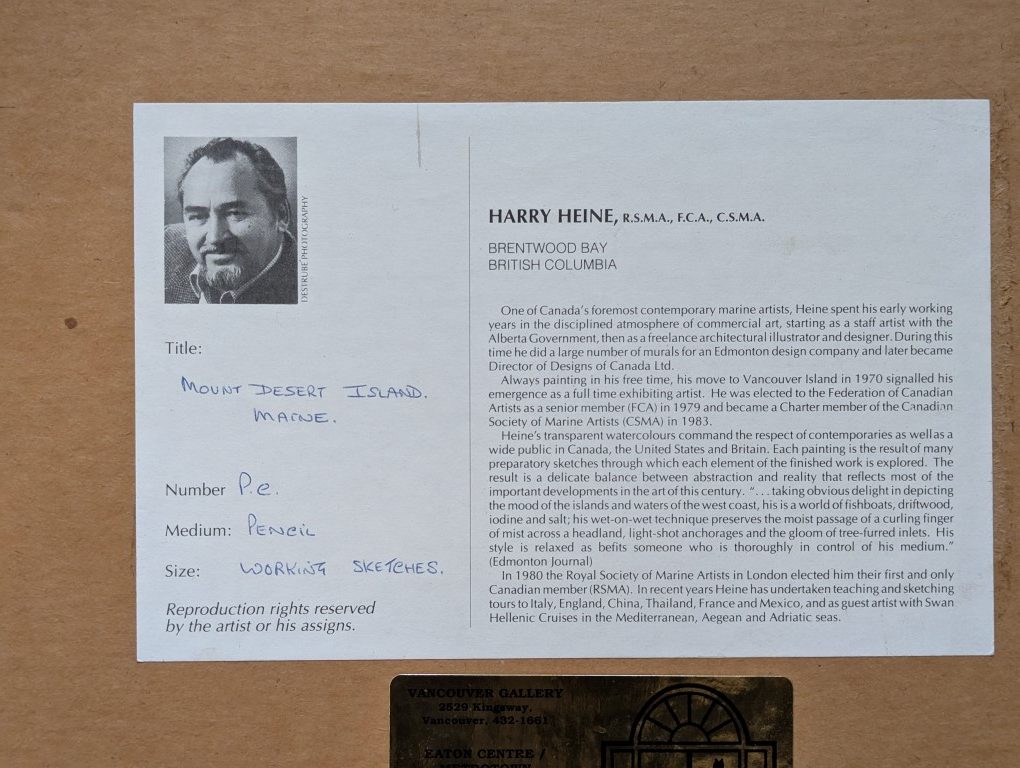 DESTRUBE PHOTOGRAPHY
Title:
MOUNT DESERT ISLAND.
MAINE.
Number P.e.
Medium: PENCIL
Size: WORKING SKETCHES.
Reproduction rights reserved
by the artist or his assigns.
HARRY HEINE, R.S.M.A., F.C.A., C.S.M.A.
BRENTWOOD BAY
BRITISH COLUMBIA
One of Canada's foremost contemporary marine artists, Heine spent his early working
years in the disciplined atmosphere of commercial art, starting as a staff artist with the
Alberta Government, then as a freelance architectural illustrator and designer. During this
time he did a large number of murals for an Edmonton design company and later became
Director of Designs of Canada Ltd.
Always painting in his free time, his move to Vancouver Island in 1970 signalled his
emergence as a full time exhibiting artist. He was elected to the Federation of Canadian
Artists as a senior member (FCA) in 1979 and became a Charter member of the Canadian
Society of Marine Artists (CSMA) in 1983.
Heine's transparent watercolours command the respect of contemporaries as well as a
wide public in Canada, the United States and Britain. Each painting is the result of many
preparatory sketches through which each element of the finished work is explored. The
result is a delicate balance between abstraction and reality that reflects most of the
important developments in the art of this century. “. . . taking obvious delight in depicting
the mood of the islands and waters of the west coast, his is a world of fishboats, driftwood,
iodine and salt; his wet-on-wet technique preserves the moist passage of a curling finger
of mist across a headland, light-shot anchorages and the gloom of tree-furred inlets. His
style is relaxed as befits someone who is thoroughly in control of his medium.”
(Edmonton Journal)
In 1980 the Royal Society of Marine Artists in London elected him their first and only
Canadian member (RSMA). In recent years Heine has undertaken teaching and sketching
tours to Italy, England, China, Thailand, France and Mexico, and as guest artist with Swan
Hellenic Cruises in the Mediterranean, Aegean and Adriatic seas.
VANCOUVER GALLERY
2529 Kingsway,
Vancouver, 432-1661
EATON CENTRE /
METROTOWN